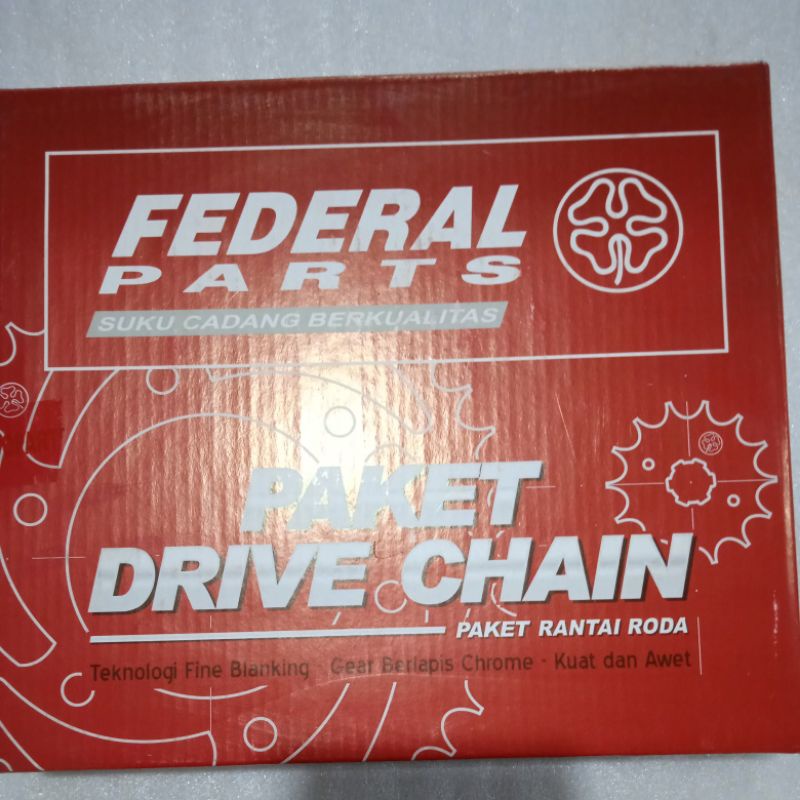 FEDERAL
PARTS
SUKU CADANG BERKUALITAS
PAKET
DRIVE CHAIN
PAKET RANTAI RODA
Teknologi Fine Blanking - Gear Berlapis Chrome - Kuat dan Awet